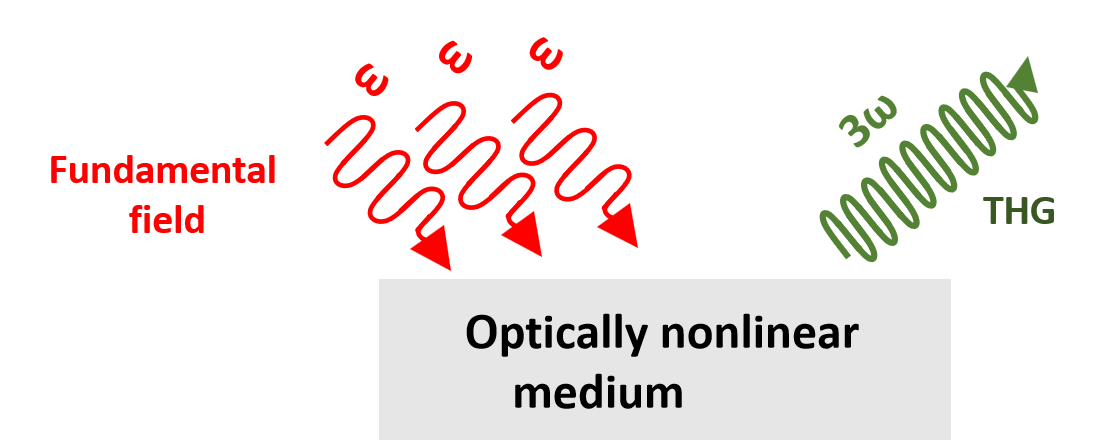 ω ω ω
3ω
Fundamental
field
THG
Optically nonlinear
medium